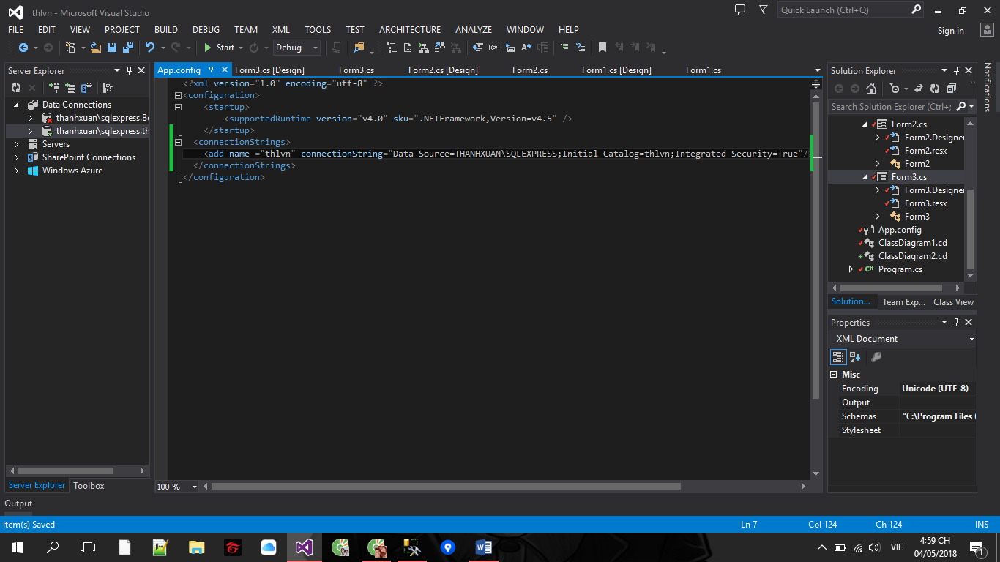 thlvn - Microsoft Visual Studio
Quick Launch (Ctrl+Q)
FILE EDIT VIEW PROJECT BUILD DEBUG TEAM XML TOOLS TEST ARCHITECTURE ANALYZE WINDOW HELP
Sign in
Start Debug
Server Explorer
Data Connections
thanhxuan\sqlexpress.B
thanhxuan\sqlexpress.th
Servers
SharePoint Connections
Windows Azure
Server Explorer Toolbox
App.config Form3.cs [Design] Form3.cs Form2.cs [Design] Form2.cs Form1.cs [Design] Form1.cs
<?xml version="1.0" encoding="utf-8" ?>
<configuration>
<startup>
<supportedRuntime version="v4.0" sku=".NETFramework,Version=v4.5" />
</startup>
<connectionStrings>
<add name ="thlvn" connectionString="Data Source=THANHXUAN\SQLEXPRESS;Initial Catalog=thlvn;Integrated Security=True"/
</connectionStrings>
</configuration>
100 %
Solution Explorer
Search Solution Explorer (Ctrl+;
Form2.cs
Form2.Designer
Form2.resx
Form2
Form3.cs
Form3.Designer
Form3.resx
Form3
App.config
ClassDiagram1.cd
ClassDiagram2.cd
C# Program.cs
Solution... Team Exp... Class View
Properties
XML Document
Misc
Encoding Unicode (UTF-8)
Output
Schemas "C:\Program Files (
Stylesheet
Notifications
Output
Item(s) Saved Ln 7 Col 124 Ch 124 INS
VIE
4:59 CH
04/05/2018
1